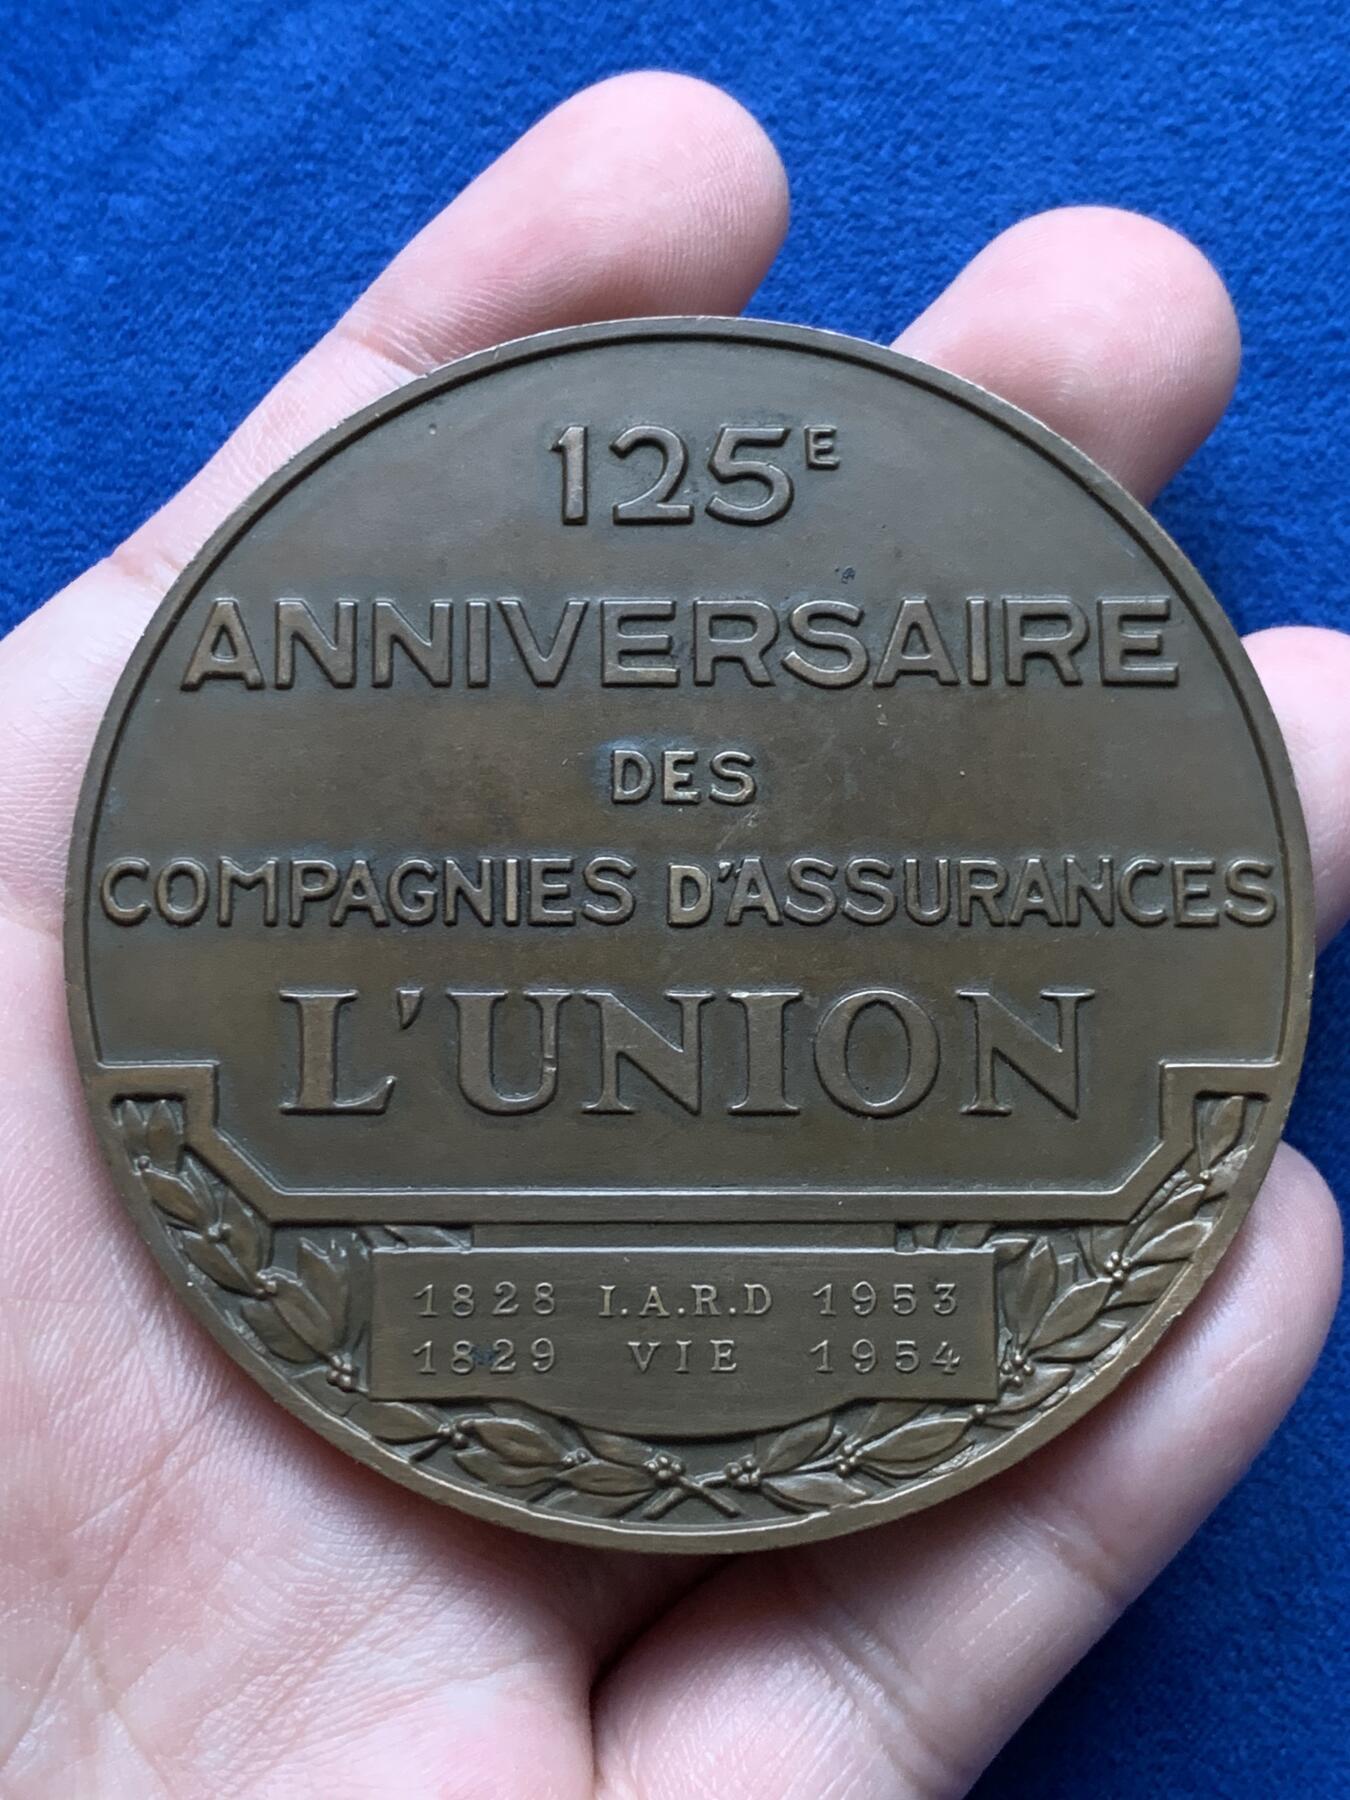 125E
ANNIVERSAIRE
DES
COMPAGNIES D'ASSURANCES
L'UNION
1828 I.A.R.D 1953
1829 VIE 1954